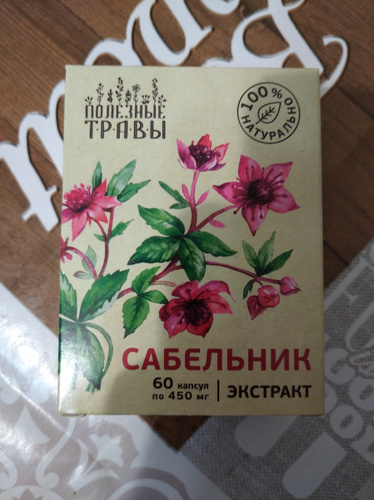 ПОЛЕЗНЫЕ
ТРАВЫ
100% НАТУРАЛЬНО
САБЕЛЬНИК
60 капсул
по 450 мг
ЭКСТРАКТ